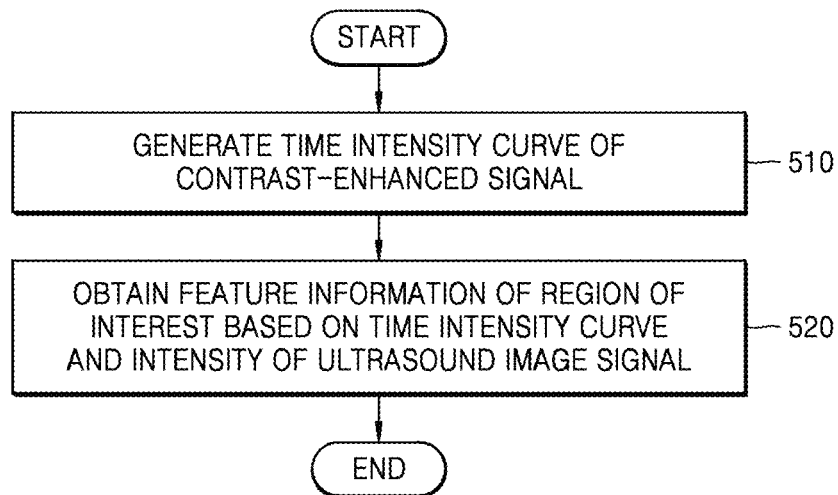 START
GENERATE TIME INTENSITY CURVE OF
CONTRAST-ENHANCED SIGNAL
510
OBTAIN FEATURE INFORMATION OF REGION OF
INTEREST BASED ON TIME INTENSITY CURVE
AND INTENSITY OF ULTRASOUND IMAGE SIGNAL
520
END